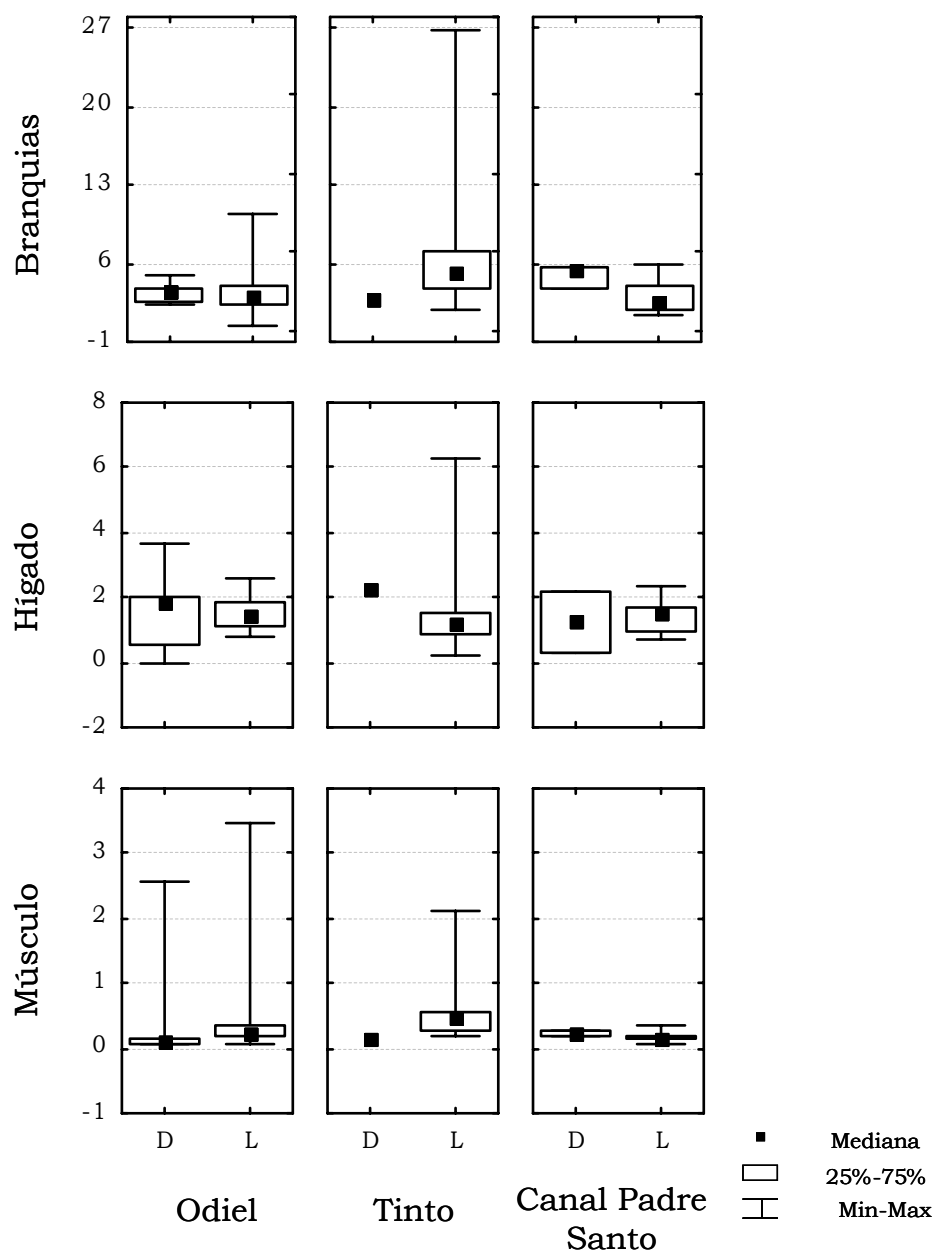 Branquias
27
20
13
6
-1
Hígado
8
6
4
2
0
-2
Músculo
4
3
2
1
0
-1
D L D L D L
Odiel Tinto Canal Padre
Santo
Mediana
25%-75%
Min-Max